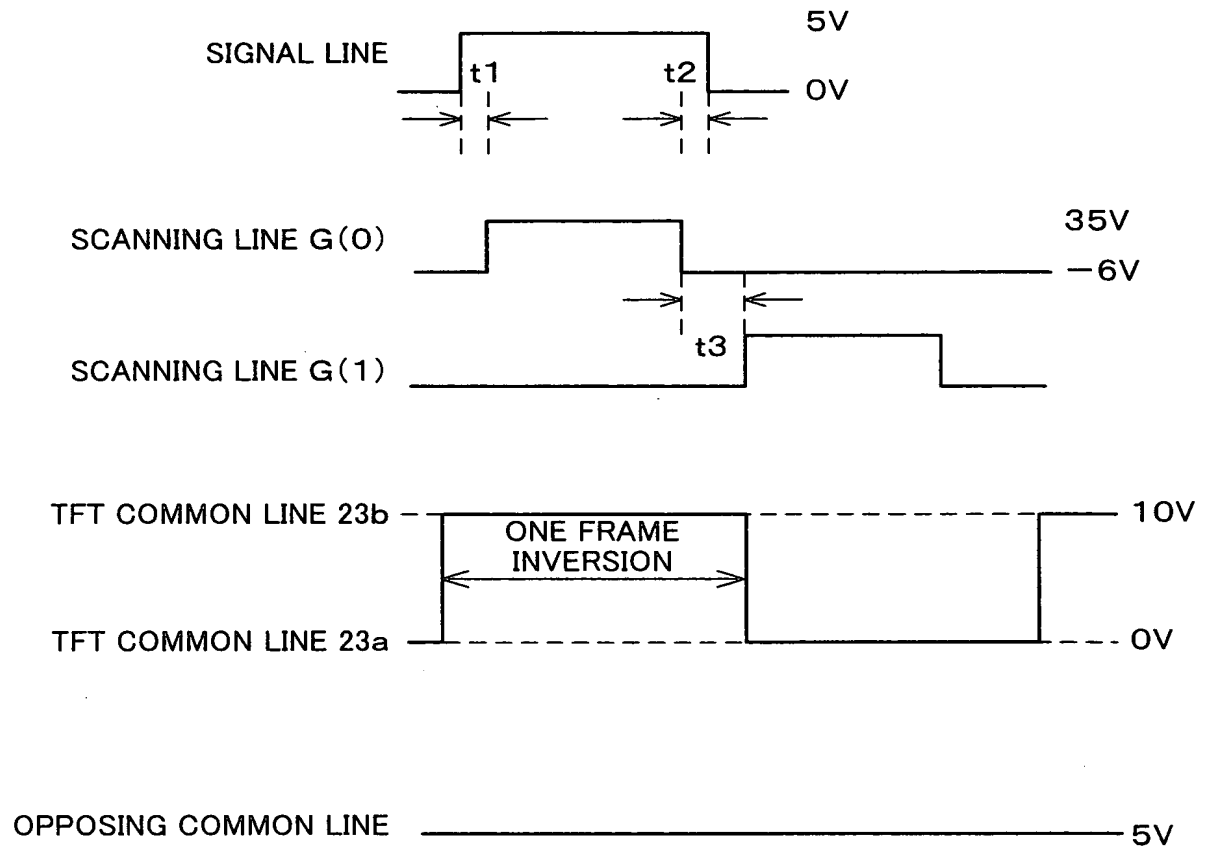 5V
SIGNAL LINE
t1
t2
0V
SCANNING LINE G(0)
35V
−6V
t3
SCANNING LINE G(1)
TFT COMMON LINE 23b
10V
ONE FRAME
INVERSION
TFT COMMON LINE 23a
0V
OPPOSING COMMON LINE
5V